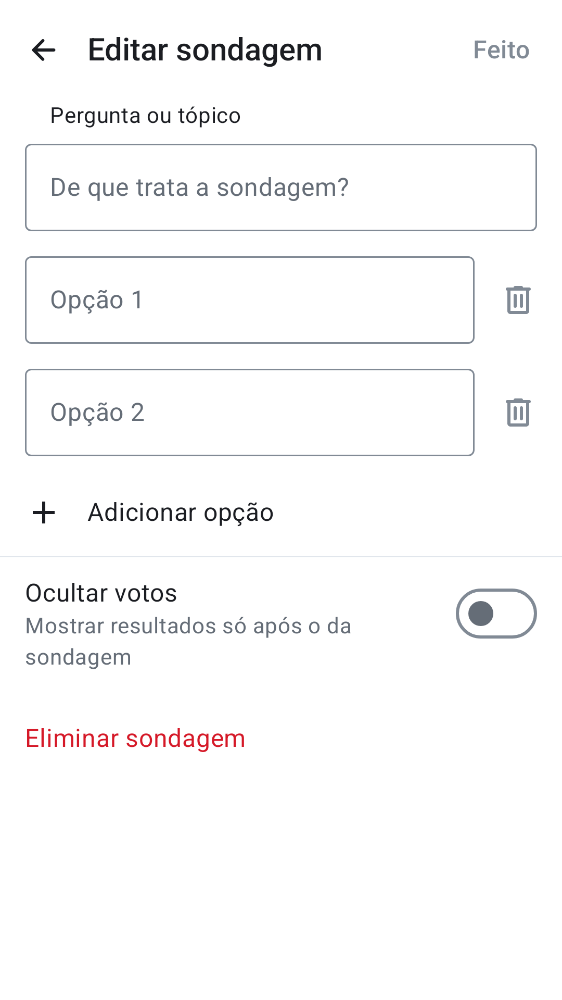 Editar sondagem
Feito
Pergunta ou tópico
De que trata a sondagem?
Opção 1
Opção 2
Adicionar opção
Ocultar votos
Mostrar resultados só após o da
sondagem
Eliminar sondagem